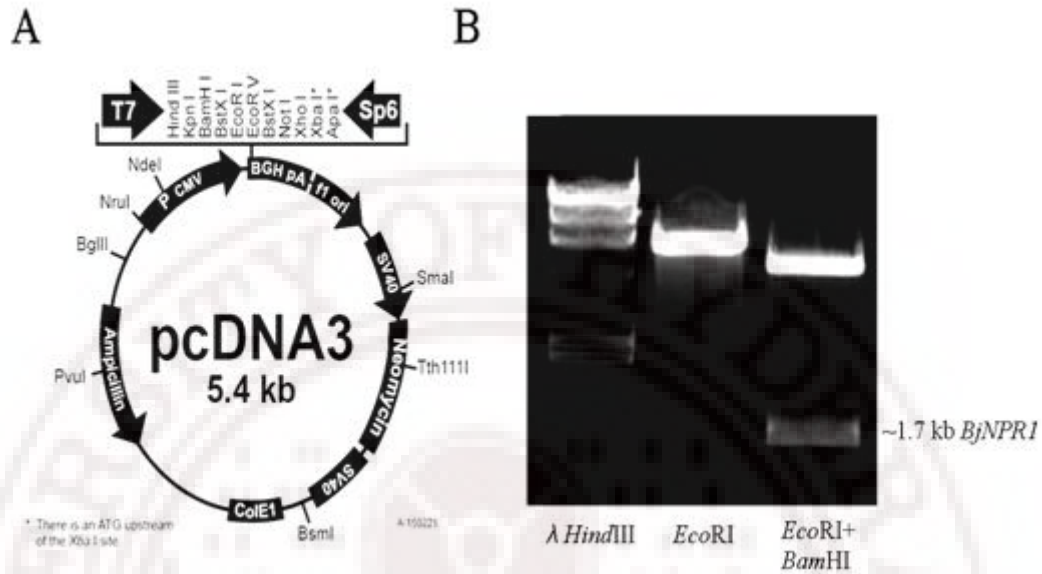 A
B
T7
Hind III
Kpn I
BamH I
BstX I
EcoR I
EcoR V
BstX I
Not I
Xho I
Xba I*
Apa I*
Sp6
NdeI
NruI
BglII
PvuI
P CMV
BGH pA
f1 ori
SV40
SmaI
Neomycin
Tth111I
SV40
BsmI
ColE1
Ampicillin
pcDNA3
5.4 kb
* There is an ATG upstream
of the Xba I site
~1.7 kb BjNPR1
λ HindIII
EcoRI
EcoRI+
BamHI